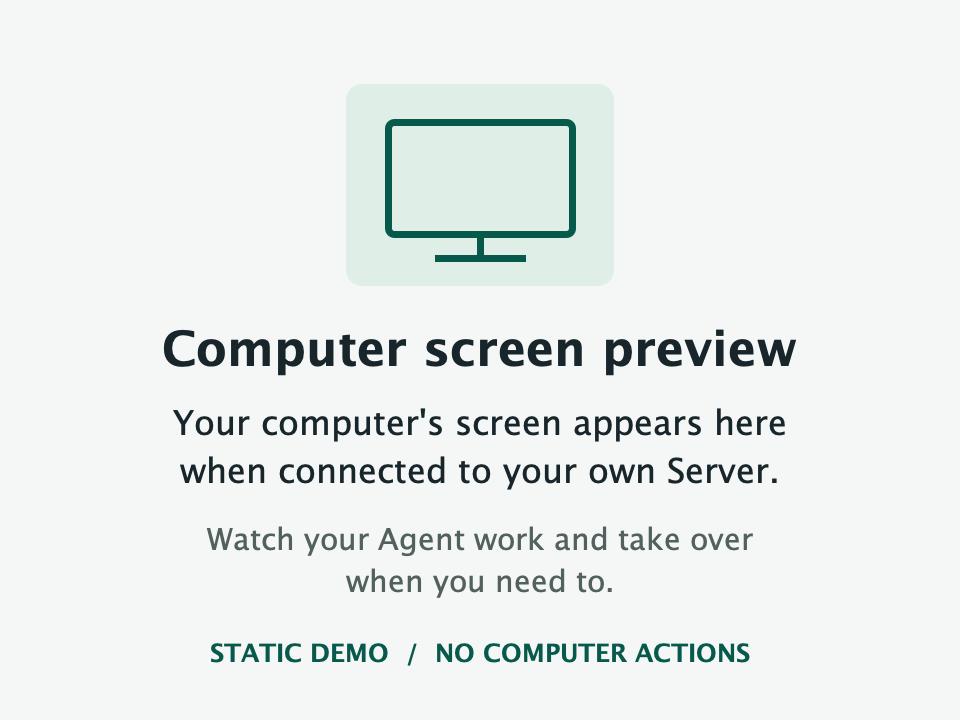 Computer screen preview
Your computer's screen appears here
when connected to your own Server.
Watch your Agent work and take over
when you need to.
STATIC DEMO / NO COMPUTER ACTIONS